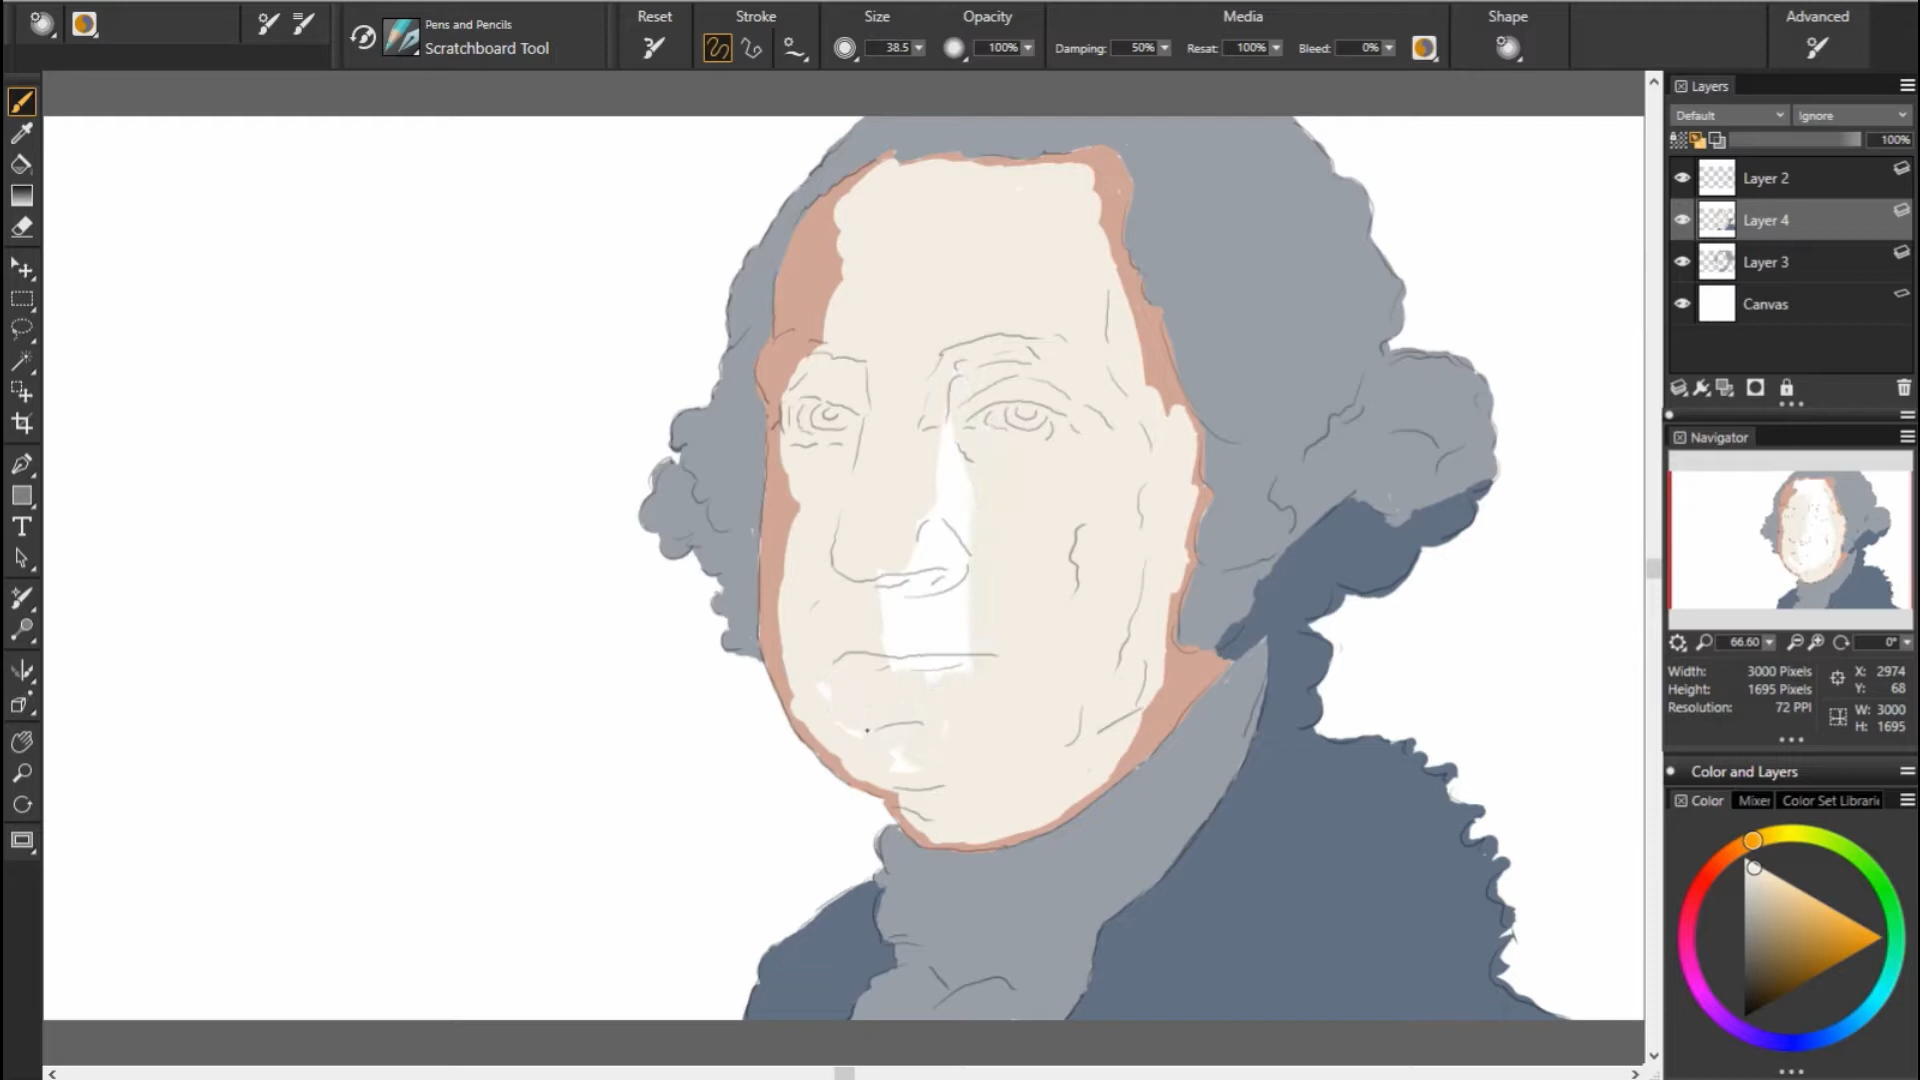 Reset
Stroke
Size
Opacity
Media
Shape
Advanced
Pens and Pencils
Scratchboard Tool
38.5
100%
Damping: 50%
Resat: 100%
Bleed: 0%
Layers
Default
Ignore
100%
Layer 2
Layer 4
Layer 3
Canvas
Navigator
66.60
0°
Width: 3000 Pixels
Height: 1695 Pixels
Resolution: 72 PPI
X: 2974
Y: 68
W: 3000
H: 1695
Color and Layers
Color
Mixer
Color Set Librari
T